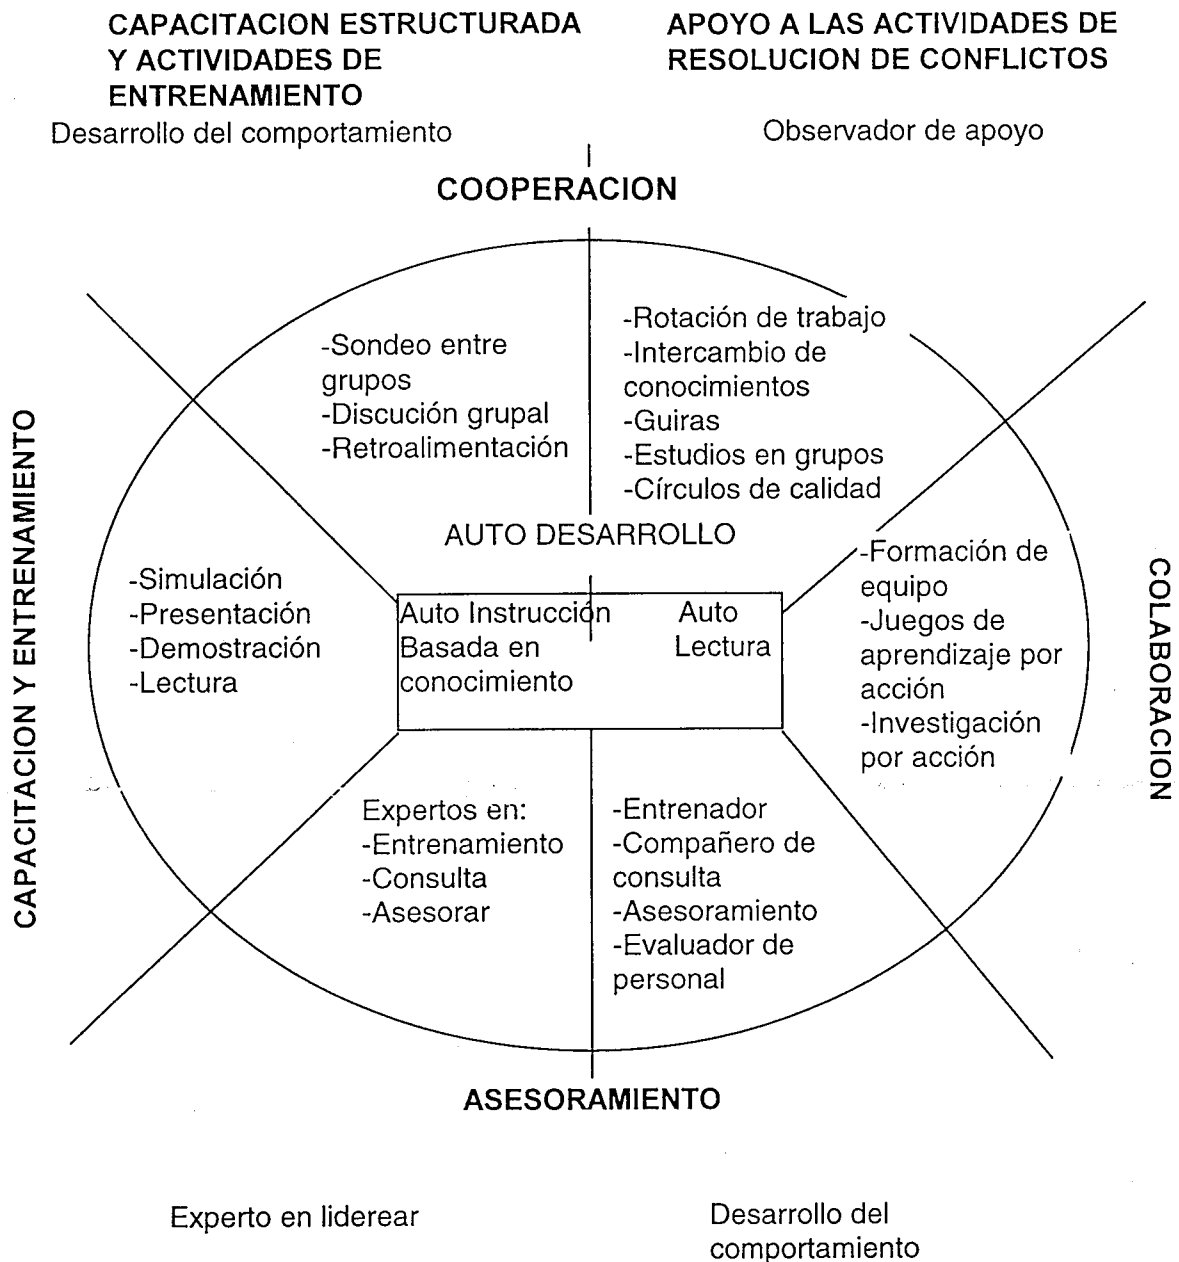 CAPACITACION ESTRUCTURADA
Y ACTIVIDADES DE
ENTRENAMIENTO
Desarrollo del comportamiento
APOYO A LAS ACTIVIDADES DE
RESOLUCION DE CONFLICTOS
Observador de apoyo
COOPERACION
-Sondeo entre
grupos
-Discución grupal
-Retroalimentación
-Rotación de trabajo
-Intercambio de
conocimientos
-Guiras
-Estudios en grupos
-Círculos de calidad
CAPACITACION Y ENTRENAMIENTO
-Simulación
-Presentación
-Demostración
-Lectura
AUTO DESARROLLO
Auto Instrucción
Basada en
conocimiento
Auto
Lectura
-Formación de
equipo
-Juegos de
aprendizaje por
acción
-Investigación
por acción
COLABORACION
Expertos en:
-Entrenamiento
-Consulta
-Asesorar
-Entrenador
-Compañero de
consulta
-Asesoramiento
-Evaluador de
personal
ASESORAMIENTO
Experto en liderear
Desarrollo del
comportamiento